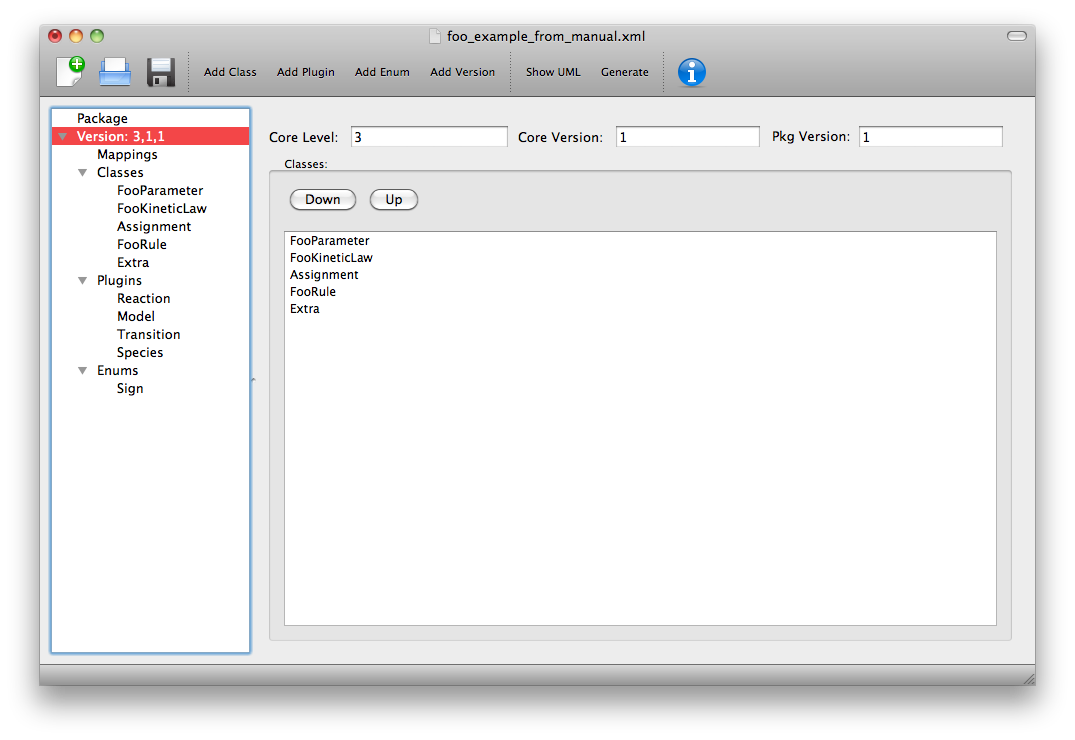 foo_example_from_manual.xml
Add Class Add Plugin Add Enum Add Version Show UML Generate
Package
Version: 3,1,1
Mappings
Classes
FooParameter
FooKineticLaw
Assignment
FooRule
Extra
Plugins
Reaction
Model
Transition
Species
Enums
Sign
Core Level: 3 Core Version: 1 Pkg Version: 1
Classes:
Down Up
FooParameter
FooKineticLaw
Assignment
FooRule
Extra